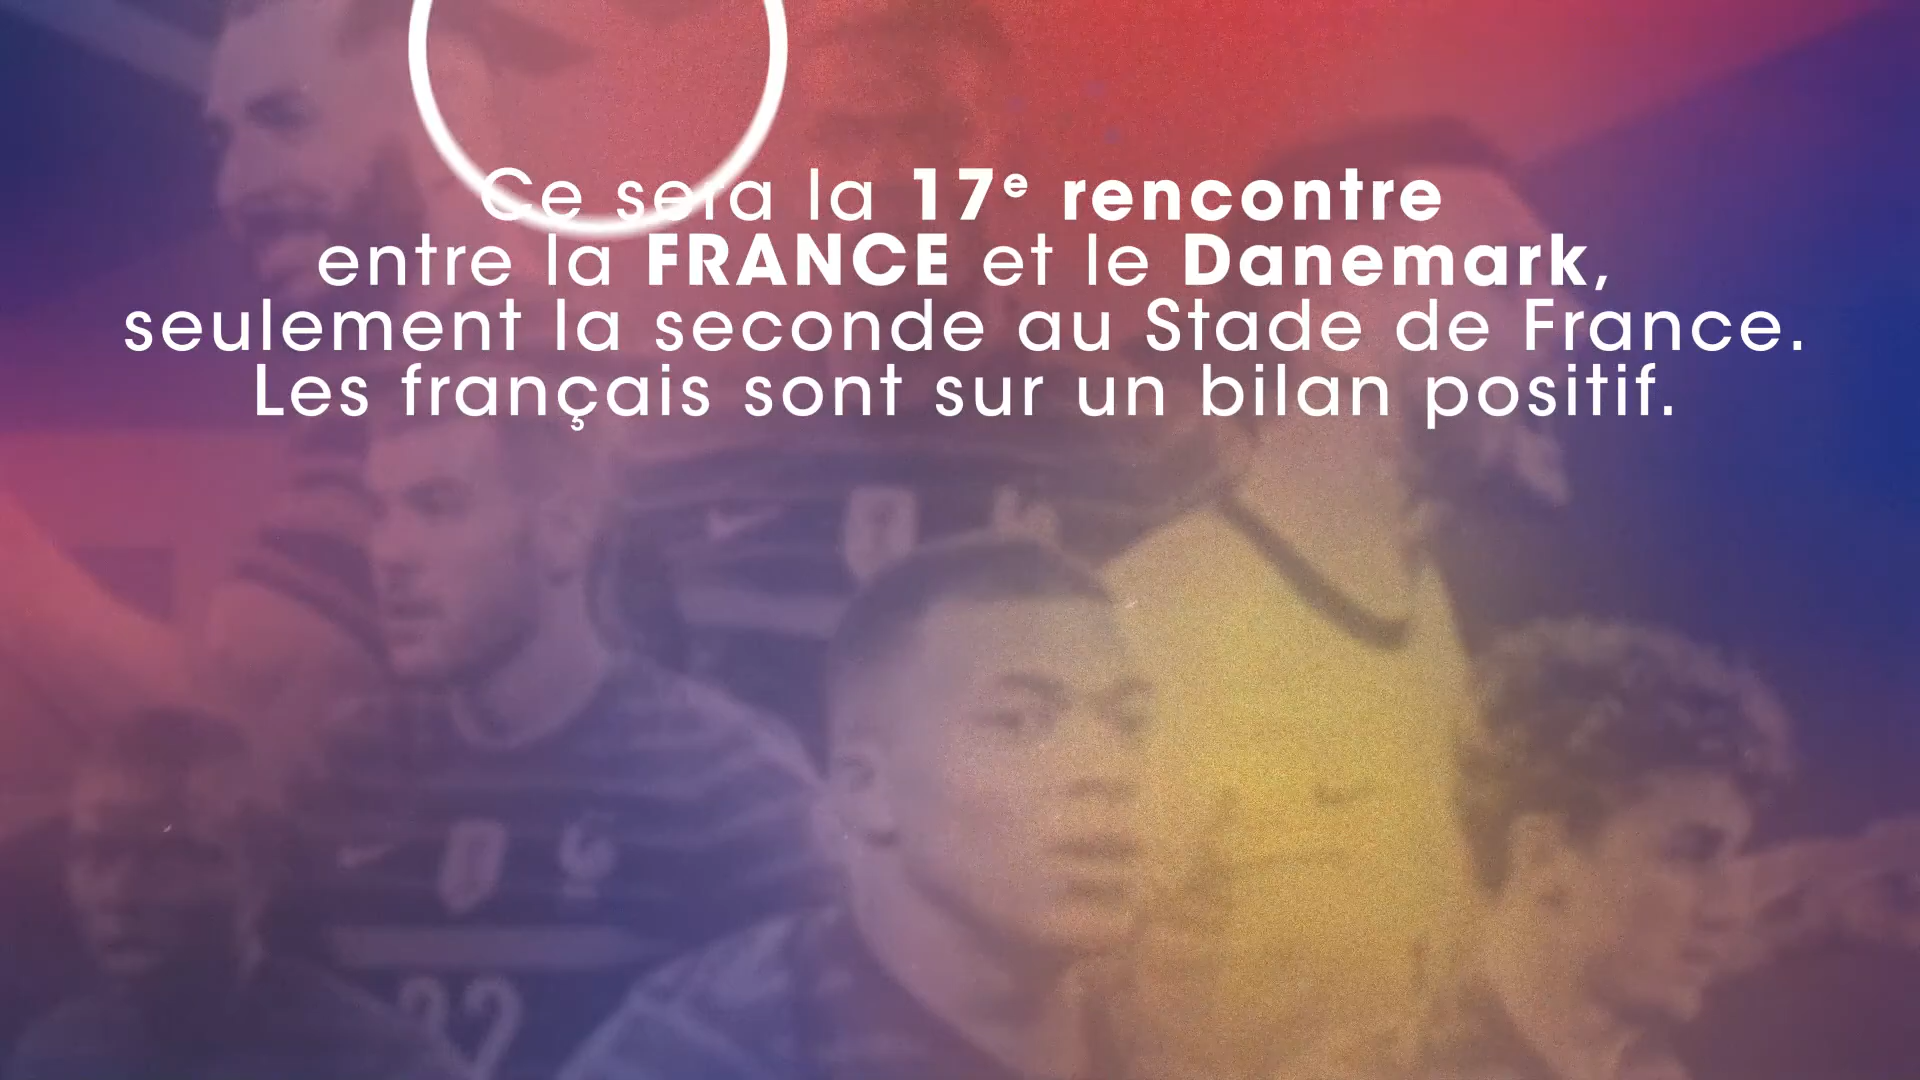 Ce sera la 17e rencontre
entre la FRANCE et le Danemark,
seulement la seconde au Stade de France.
Les français sont sur un bilan positif.
22